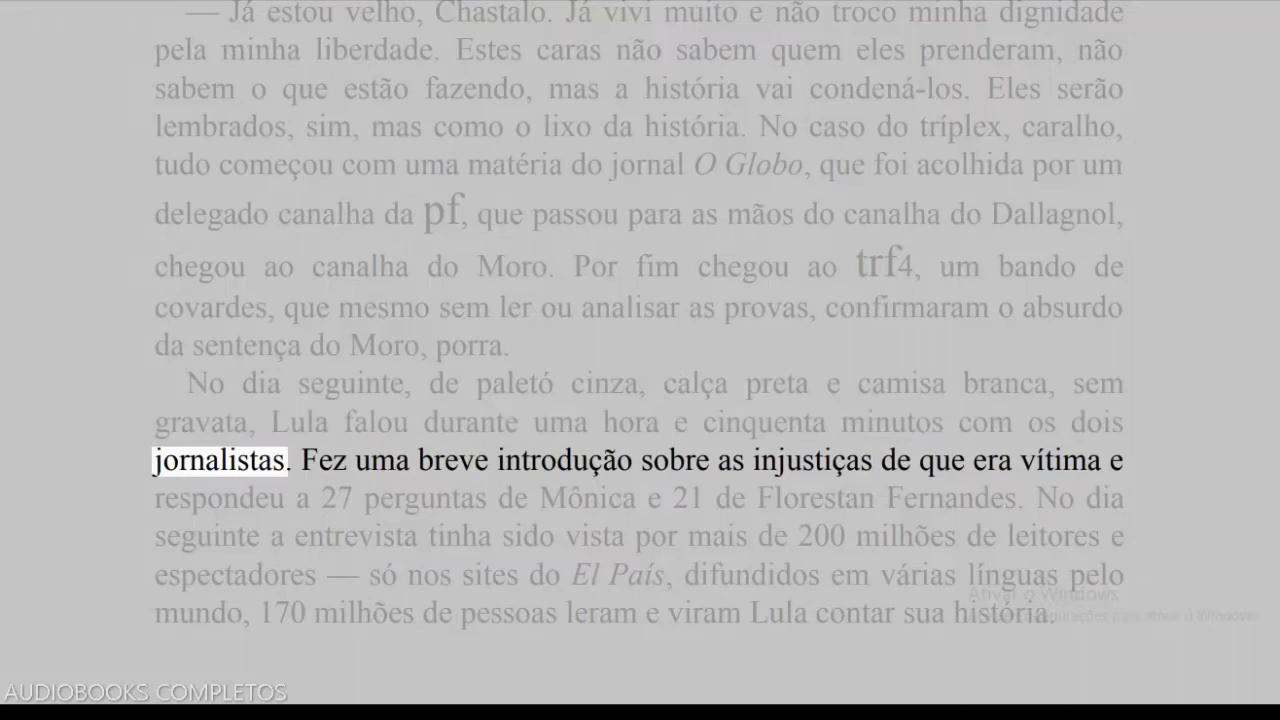 — Já estou velho, Chastalo. Já vivi muito e não troco minha dignidade
pela minha liberdade. Estes caras não sabem quem eles prenderam, não
sabem o que estão fazendo, mas a história vai condená-los. Eles serão
lembrados, sim, mas como o lixo da história. No caso do tríplex, caralho,
tudo começou com uma matéria do jornal O Globo, que foi acolhida por um
delegado canalha da pf, que passou para as mãos do canalha do Dallagnol,
chegou ao canalha do Moro. Por fim chegou ao trf4, um bando de
covardes, que mesmo sem ler ou analisar as provas, confirmaram o absurdo
da sentença do Moro, porra.
No dia seguinte, de paletó cinza, calça preta e camisa branca, sem
gravata, Lula falou durante uma hora e cinquenta minutos com os dois
jornalistas. Fez uma breve introdução sobre as injustiças de que era vítima e
respondeu a 27 perguntas de Mônica e 21 de Florestan Fernandes. No dia
seguinte a entrevista tinha sido vista por mais de 200 milhões de leitores e
espectadores — só nos sites do El País, difundidos em várias línguas pelo
mundo, 170 milhões de pessoas leram e viram Lula contar sua história.
Ativar o Windows
configurações para ativar o Windows
AUDIOBOOKS COMPLETOS